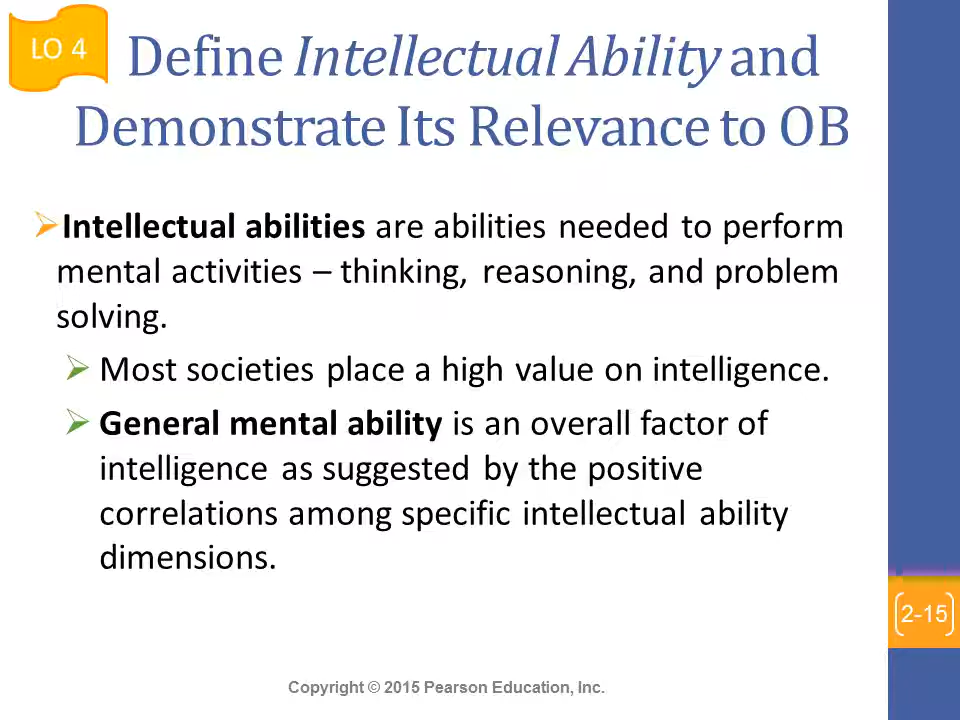 LO 4
Define Intellectual Ability and
Demonstrate Its Relevance to OB
Intellectual abilities are abilities needed to perform
mental activities – thinking, reasoning, and problem
solving.
Most societies place a high value on intelligence.
General mental ability is an overall factor of
intelligence as suggested by the positive
correlations among specific intellectual ability
dimensions.
2-15
Copyright © 2015 Pearson Education, Inc.